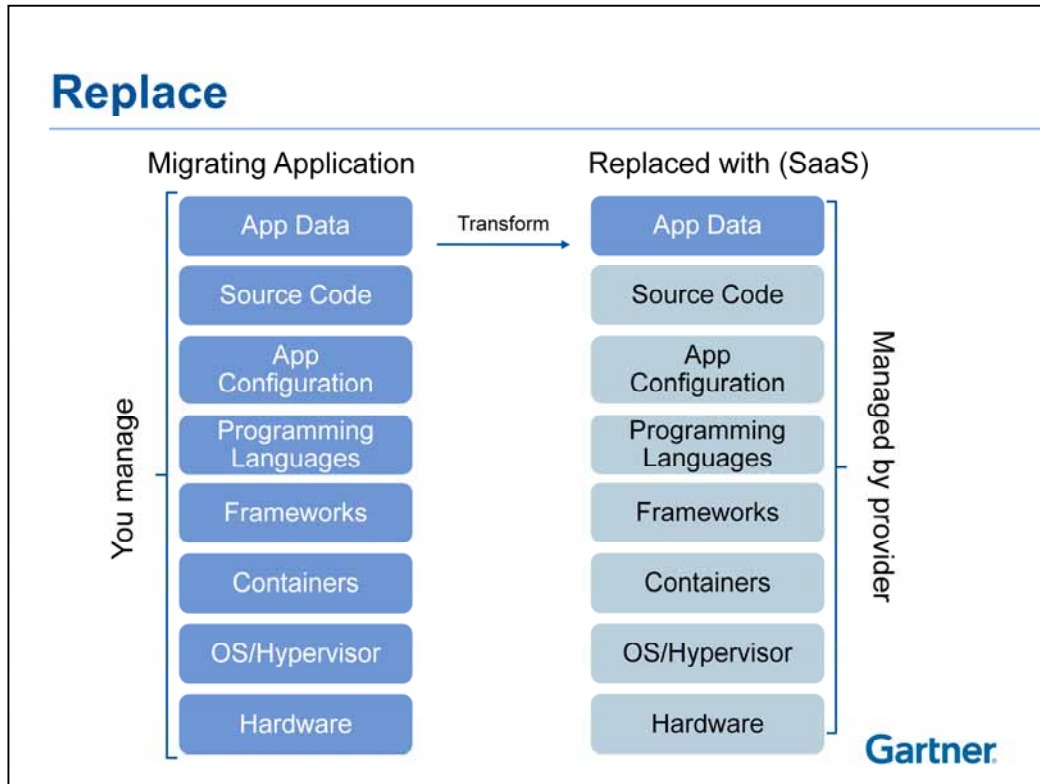 Replace
Migrating Application
Replaced with (SaaS)
You manage
App Data
Source Code
App
Configuration
Programming
Languages
Frameworks
Containers
OS/Hypervisor
Hardware
Transform
App Data
Source Code
App
Configuration
Programming
Languages
Frameworks
Containers
OS/Hypervisor
Hardware
Managed by provider
Gartner.